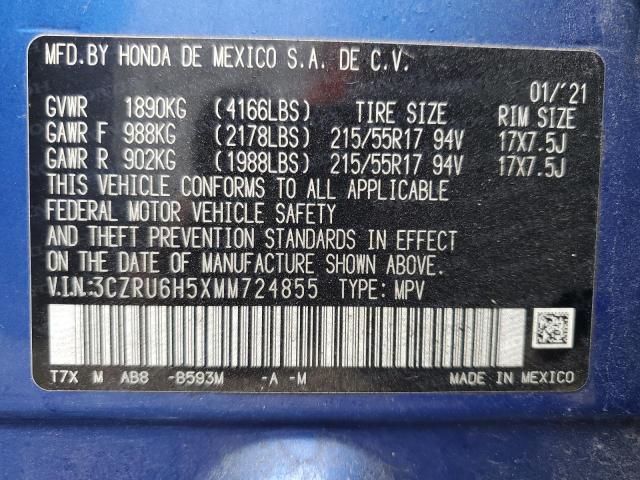 MFD.BY HONDA DE MEXICO S.A. DE C.V.
01/'21
GVWR 1890KG (4166LBS) TIRE SIZE RIM SIZE
GAWR F 988KG (2178LBS) 215/55R17 94V 17X7.5J
GAWR R 902KG (1988LBS) 215/55R17 94V 17X7.5J
THIS VEHICLE CONFORMS TO ALL APPLICABLE
FEDERAL MOTOR VEHICLE SAFETY
AND THEFT PREVENTION STANDARDS IN EFFECT
ON THE DATE OF MANUFACTURE SHOWN ABOVE.
V.I.N.:3CZRU6H5XMM724855 TYPE: MPV
T7X M AB8 -B593M -A -M MADE IN MEXICO